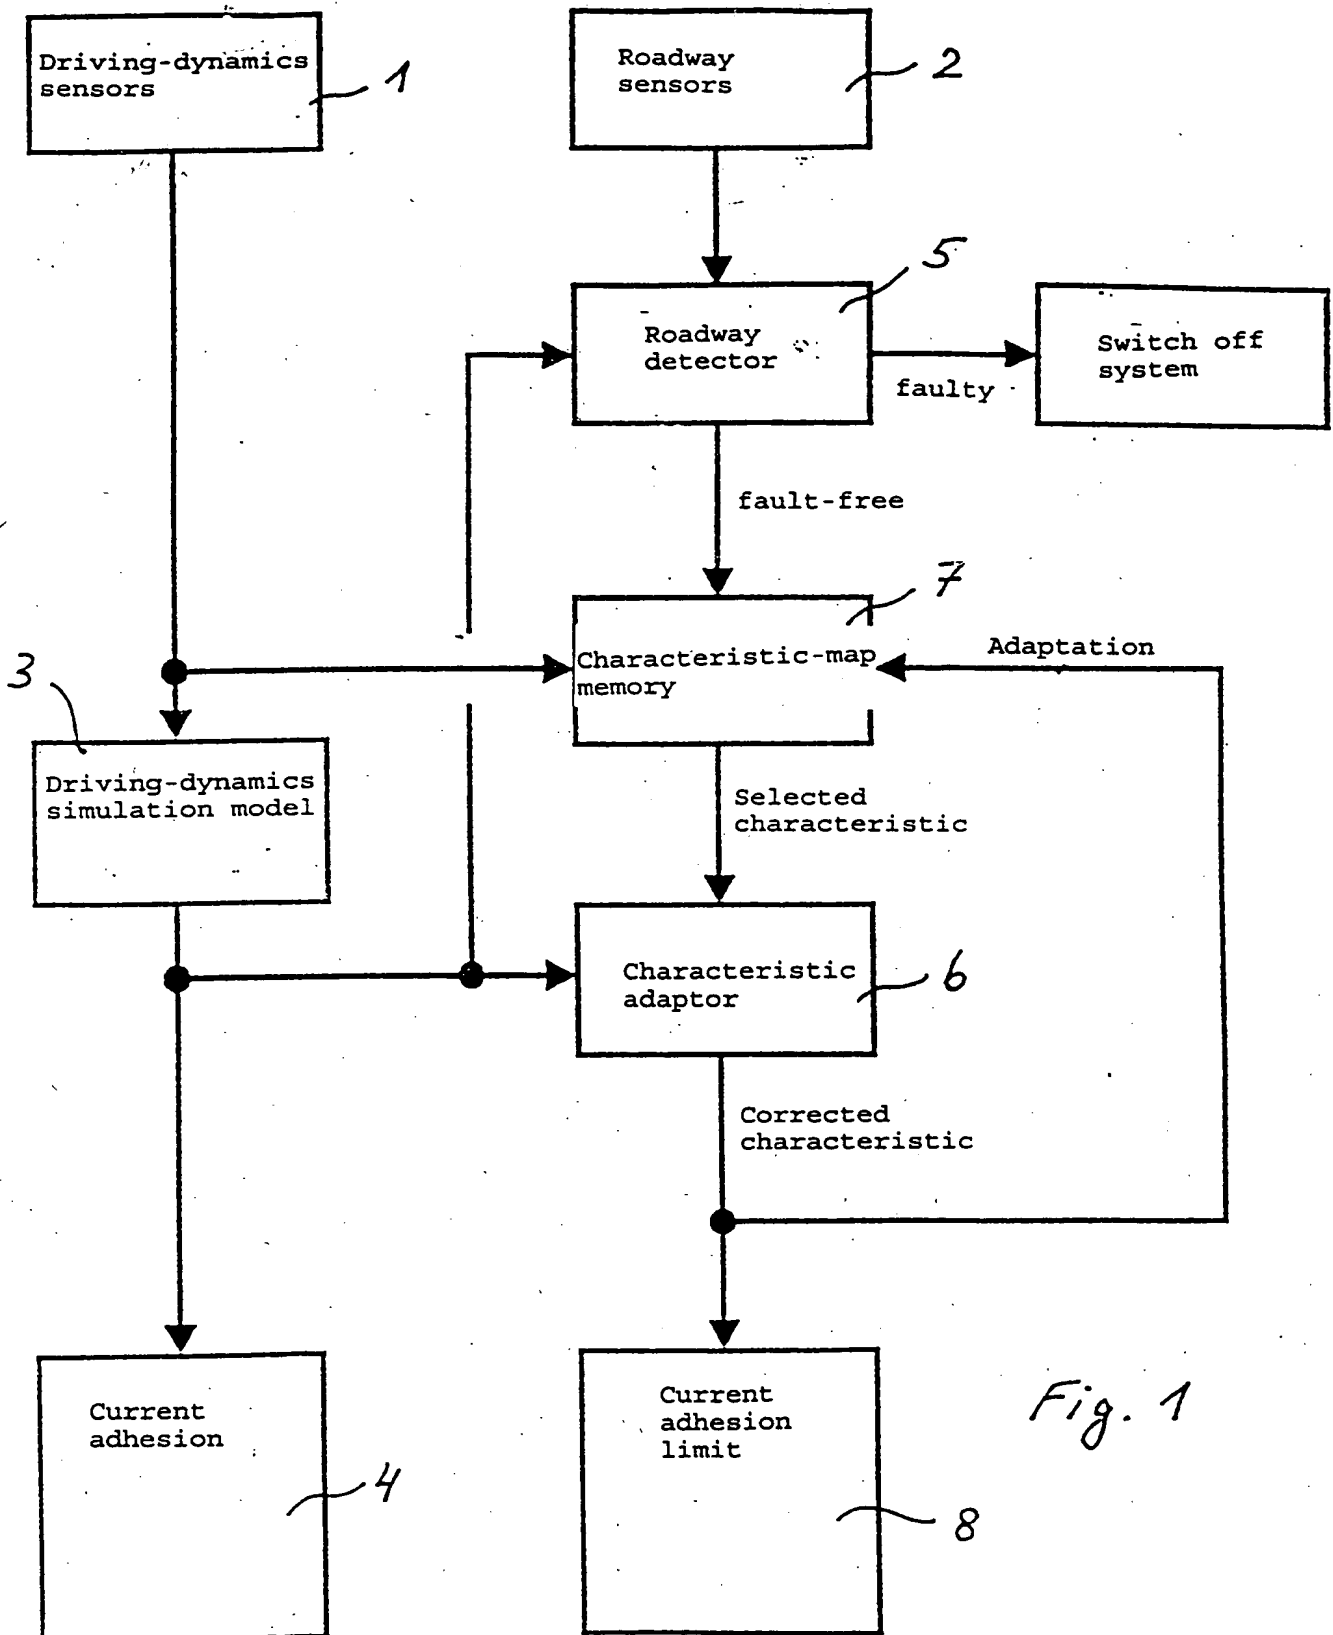 Driving-dynamics
sensors
1
Roadway
sensors
2
5
Roadway
detector
faulty
Switch off
system
fault-free
7
Characteristic-map
memory
Adaptation
3
Driving-dynamics
simulation model
Selected
characteristic
Characteristic
adaptor
6
Corrected
characteristic
Current
adhesion
4
Current
adhesion
limit
8
Fig. 1